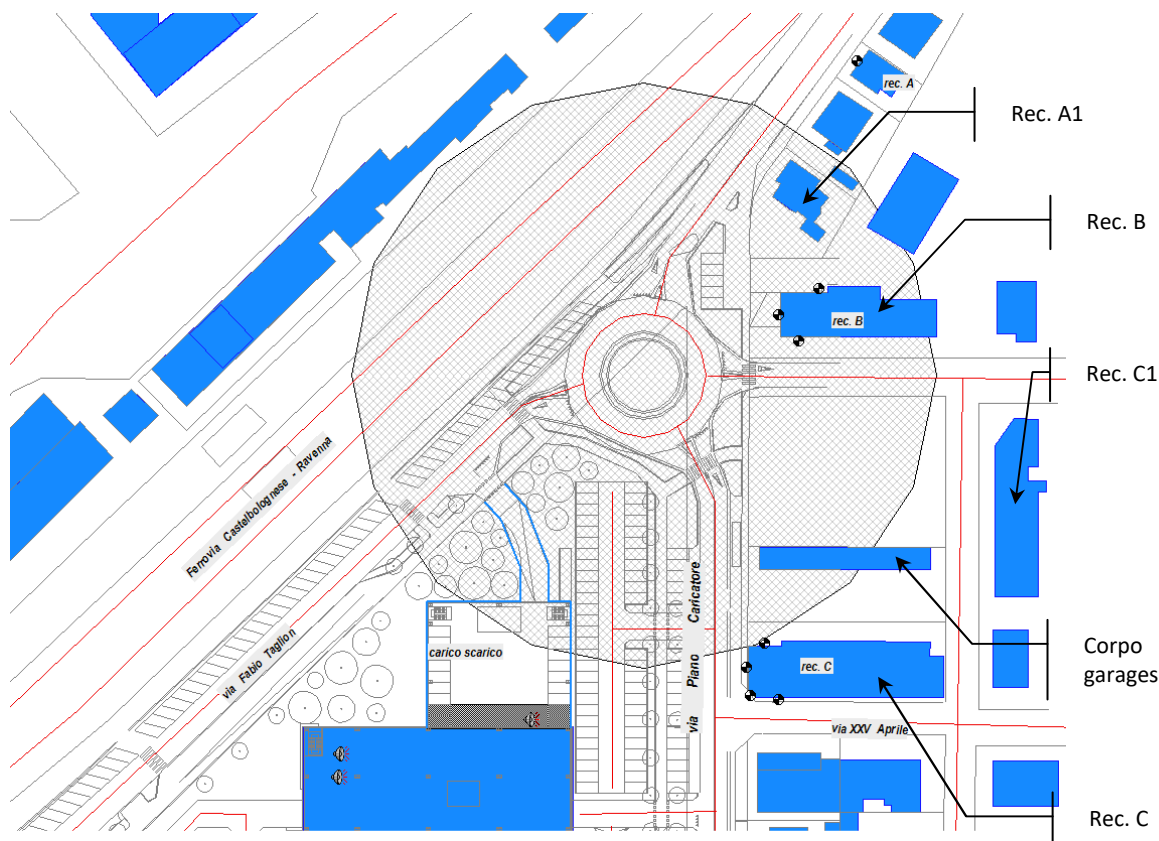 rec. A
Rec. A1
Rec. B
rec. B
Rec. C1
Ferrovia Castelbolognese - Ravenna
via Piano Caricatore
via Fabio Taglion
carico scarico
Corpo
garages
rec. C
via XXV Aprile
Rec. C